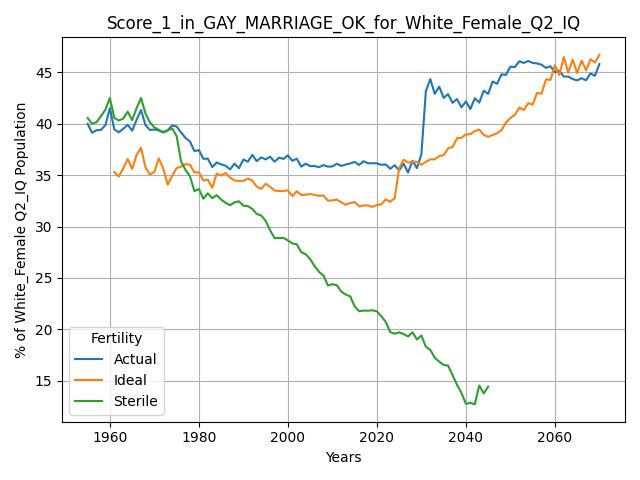 Score_1_in_GAY_MARRIAGE_OK_for_White_Female_Q2_IQ
% of White_Female Q2_IQ Population
45
40
35
30
25
20
15
Fertility
Actual
Ideal
Sterile
1960 1980 2000 2020 2040 2060
Years